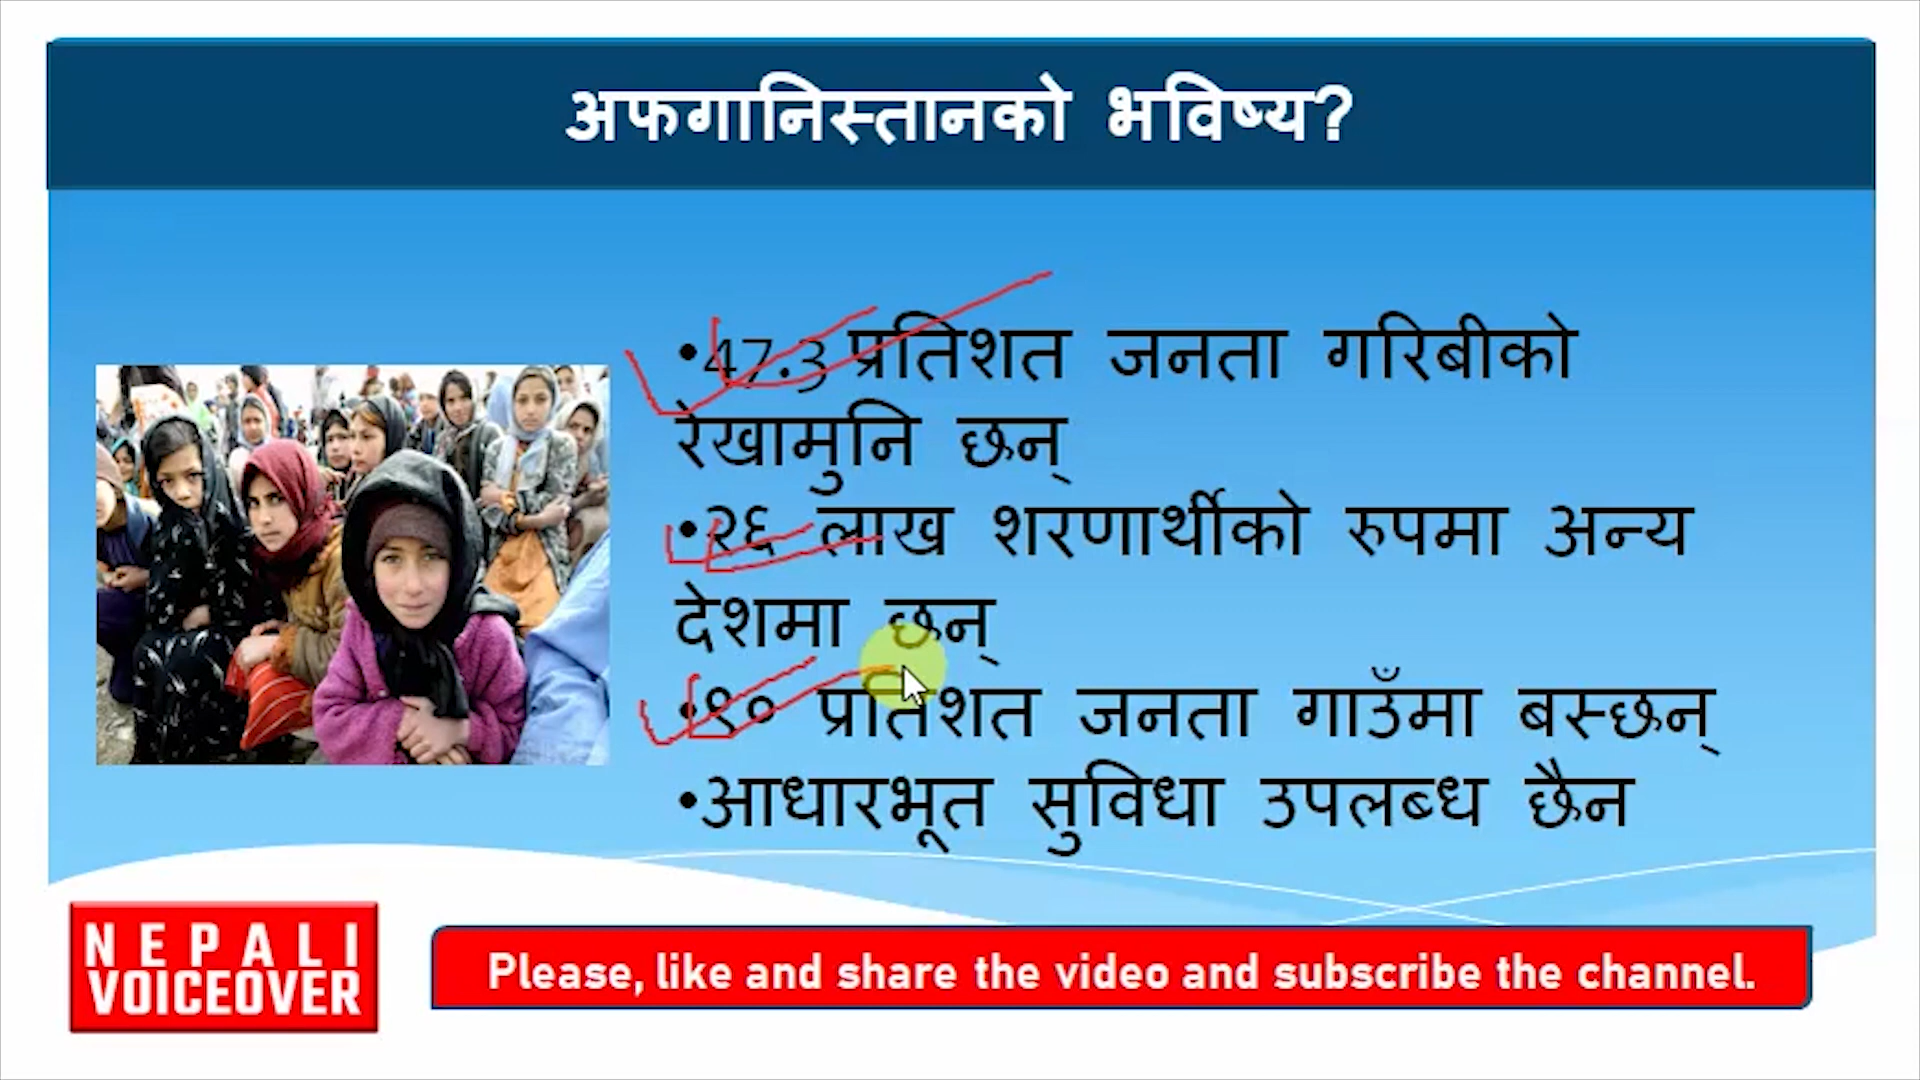 अफगानिस्तानको भविष्य?
•47.3 प्रतिशत जनता गरिबीको
रेखामुनि छन्
•२६ लाख शरणार्थीको रुपमा अन्य
देशमा छन्
•९० प्रतिशत जनता गाउँमा बस्छन्
•आधारभूत सुविधा उपलब्ध छैन
NEPALI
VOICEOVER
Please, like and share the video and subscribe the channel.